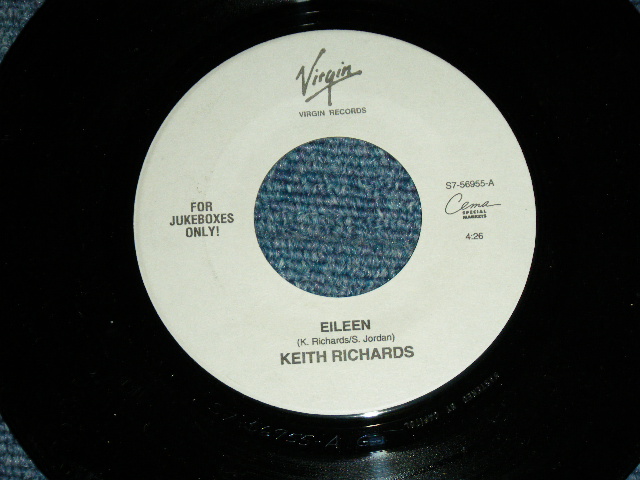 Virgin
VIRGIN RECORDS
FOR
JUKEBOXES
ONLY!
S7-56955-A
Cema
SPECIAL
MARKETS
4:26
EILEEN
(K. Richards/S. Jordan)
KEITH RICHARDS